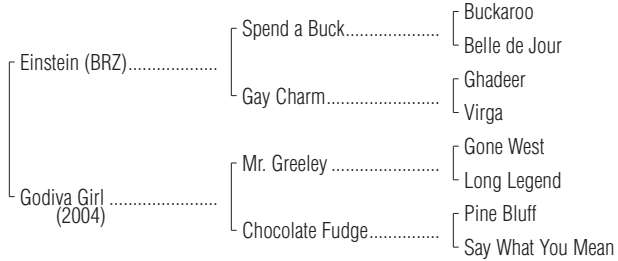 Buckaroo
Spend a Buck....................
Belle de Jour
Einstein (BRZ)...................
Ghadeer
Gay Charm........................
Virga
Gone West
Mr. Greeley .......................
Long Legend
Godiva Girl .......................
(2004)
Pine Bluff
Chocolate Fudge...............
Say What You Mean